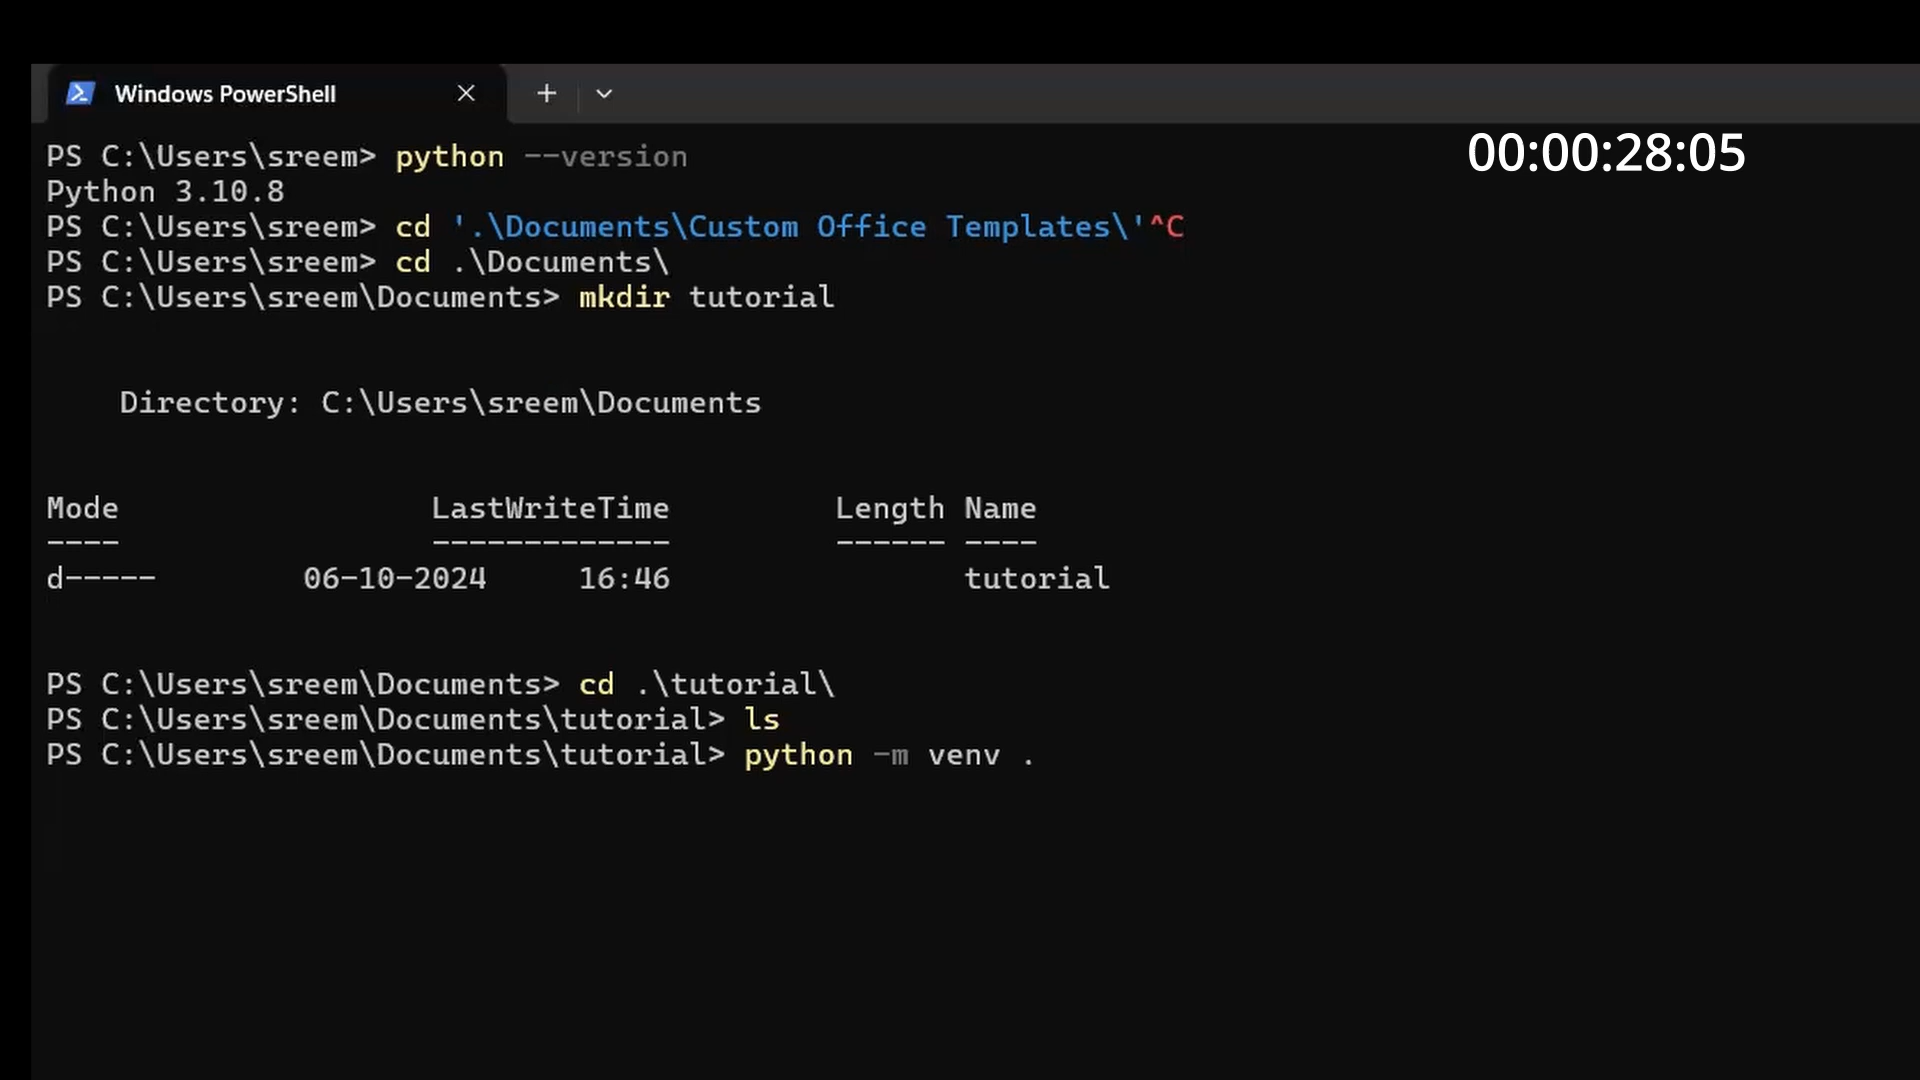 Windows PowerShell
00:00:28:05
PS C:\Users\sreem> python --version
Python 3.10.8
PS C:\Users\sreem> cd '.\Documents\Custom Office Templates\'^C
PS C:\Users\sreem> cd .\Documents\
PS C:\Users\sreem\Documents> mkdir tutorial
Directory: C:\Users\sreem\Documents
Mode LastWriteTime Length Name
---- ------------- ------ ----
d----- 06-10-2024 16:46 tutorial
PS C:\Users\sreem\Documents> cd .\tutorial\
PS C:\Users\sreem\Documents\tutorial> ls
PS C:\Users\sreem\Documents\tutorial> python -m venv .